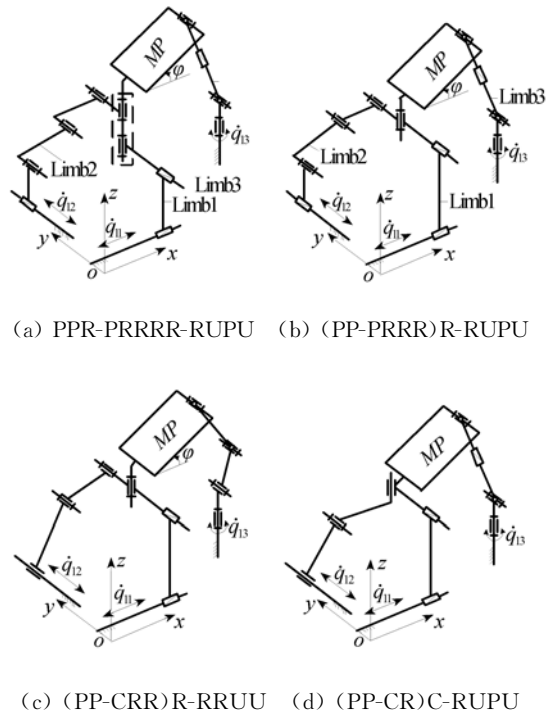 MP
φ
q̇13
Limb2
Limb3
Limb1
q̇12
q̇11
z
y
x
o
(a) PPR-PRRRR-RUPU
MP
φ
Limb3
q̇13
Limb2
Limb1
q̇12
q̇11
z
y
x
o
(b) (PP-PRRR)R-RUPU
MP
φ
q̇13
q̇12
q̇11
z
y
x
o
(c) (PP-CRR)R-RRUU
MP
q̇13
q̇12
q̇11
z
y
x
o
(d) (PP-CR)C-RUPU